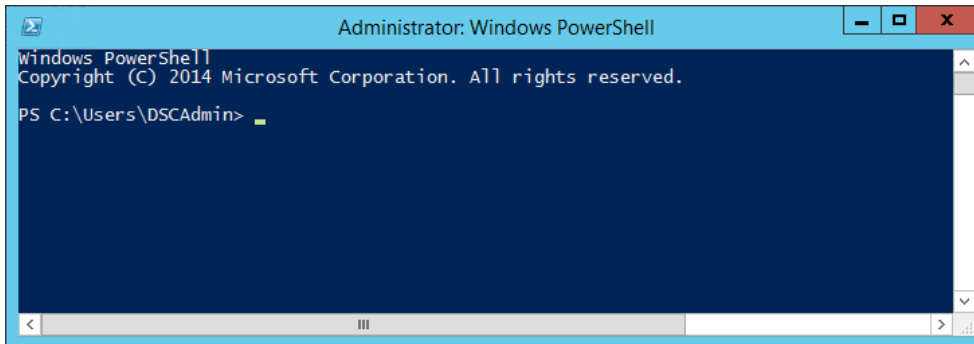 Administrator: Windows PowerShell
Windows PowerShell
Copyright (C) 2014 Microsoft Corporation. All rights reserved.
PS C:\Users\DSCAdmin>